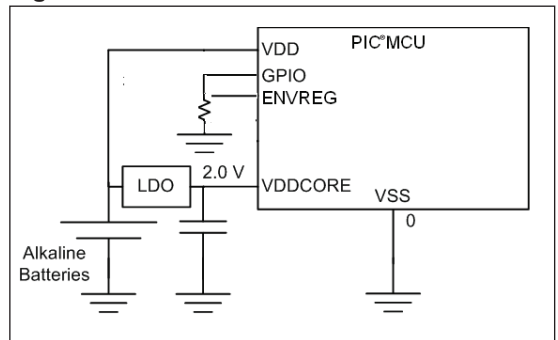 VDD
PIC®MCU
GPIO
ENVREG
LDO
2.0 V
VDDCORE
VSS
0
Alkaline
Batteries